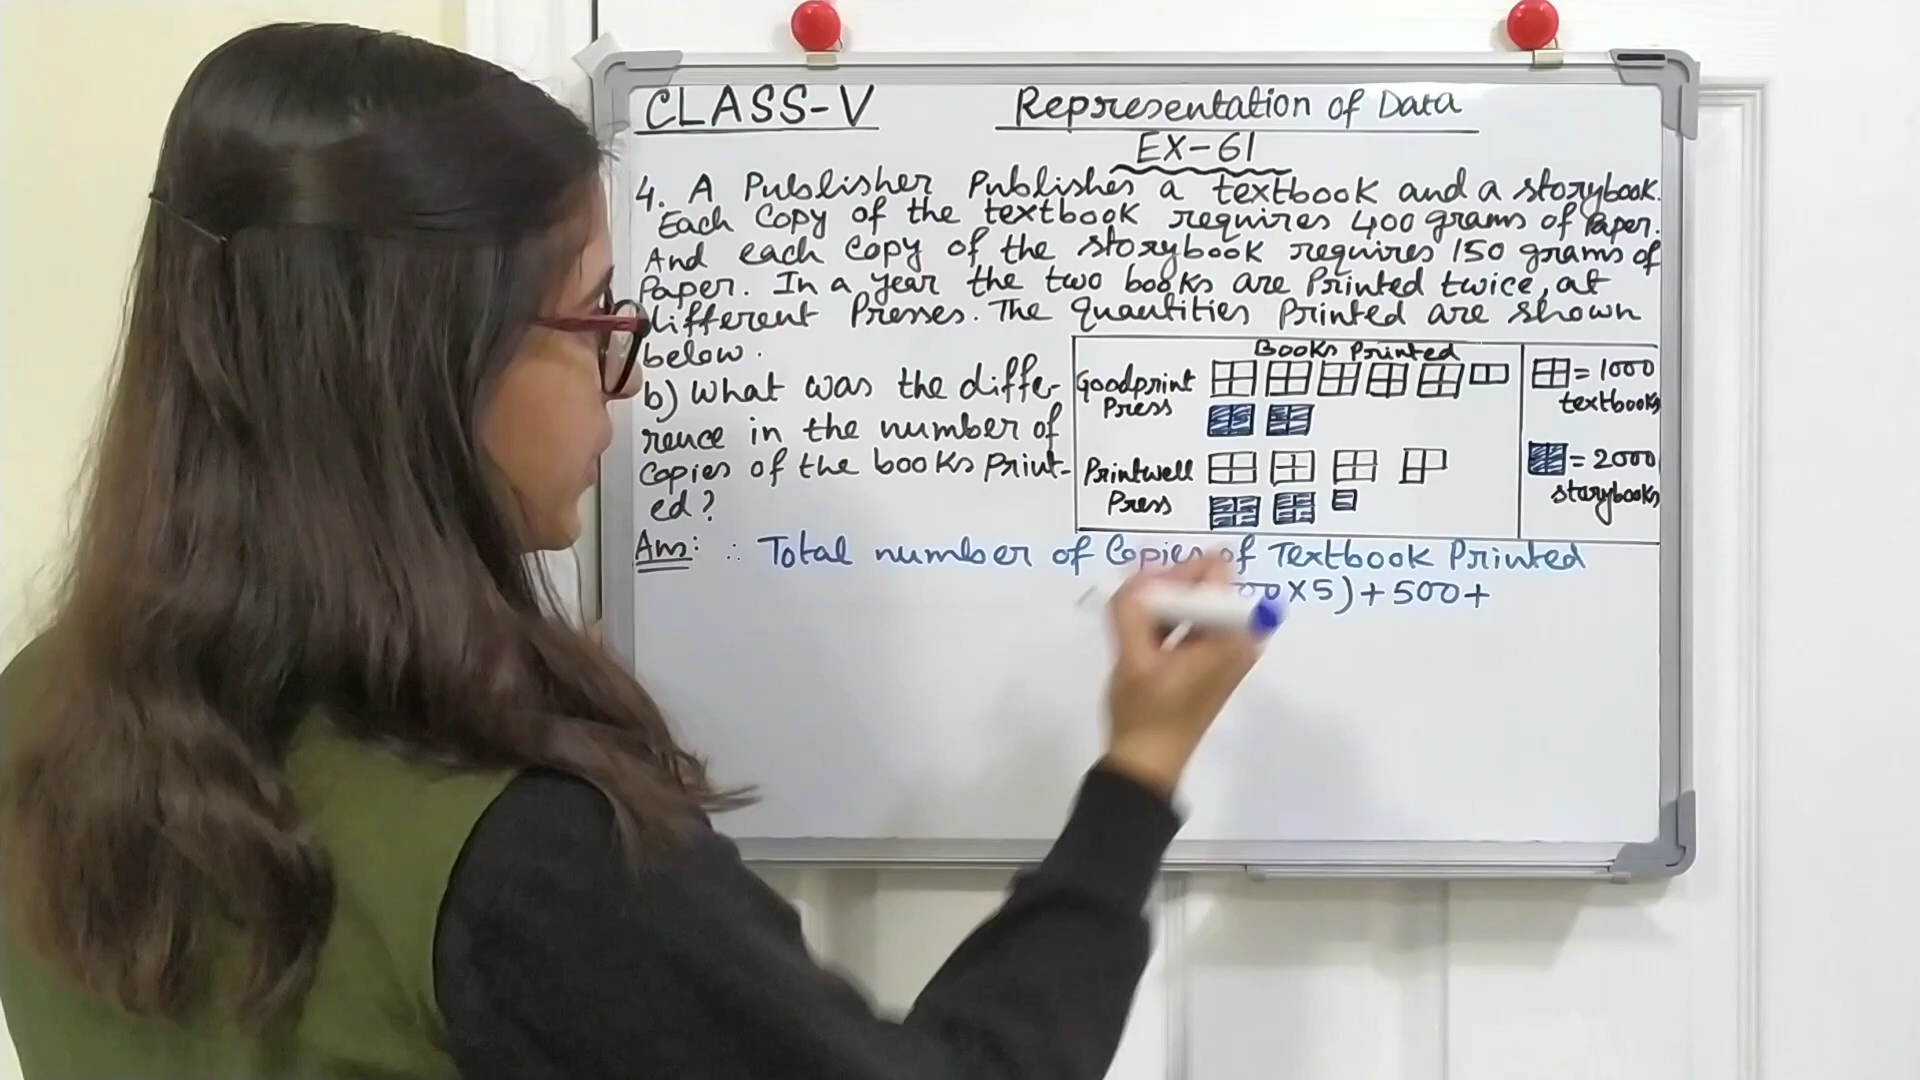 CLASS-V Representation of Data
EX-61
4. A Publisher Publishes a textbook and a storybook.
Each Copy of the textbook requires 400 grams of Paper.
And each copy of the storybook requires 150 grams of
Paper. In a year the two books are Printed twice, at
different Presses. The quantities Printed are shown
below.
b) What was the diffe-
rence in the number of
Copies of the books Print-
ed?
Books Printed
Goodprint
Press
Printwell
Press
= 1000
textbooks
= 2000
storybooks
Ans: ∴ Total number of Copies of Textbook Printed
00×5)+500+